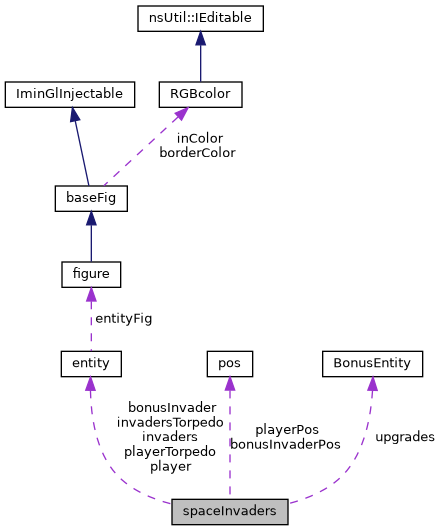 nsUtil::IEditable
IminGlInjectable
RGBcolor
inColor
borderColor
baseFig
figure
entityFig
entity
pos
BonusEntity
bonusInvader
invadersTorpedo
invaders
playerTorpedo
player
playerPos
bonusInvaderPos
upgrades
spaceInvaders